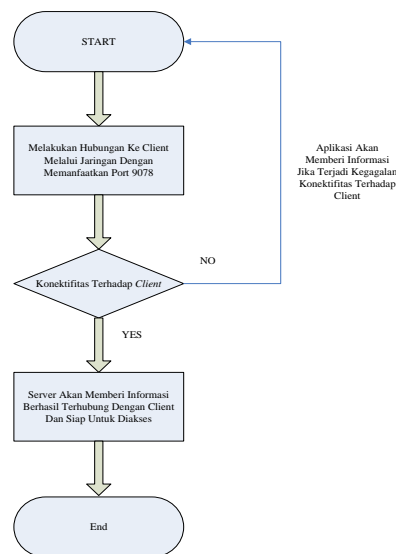 START
Melakukan Hubungan Ke Client
Melalui Jaringan Dengan
Memanfaatkan Port 9078
Aplikasi Akan
Memberi Informasi
Jika Terjadi Kegagalan
Konektifitas Terhadap
Client
NO
Konektifitas Terhadap Client
YES
Server Akan Memberi Informasi
Berhasil Terhubung Dengan Client
Dan Siap Untuk Diakses
End